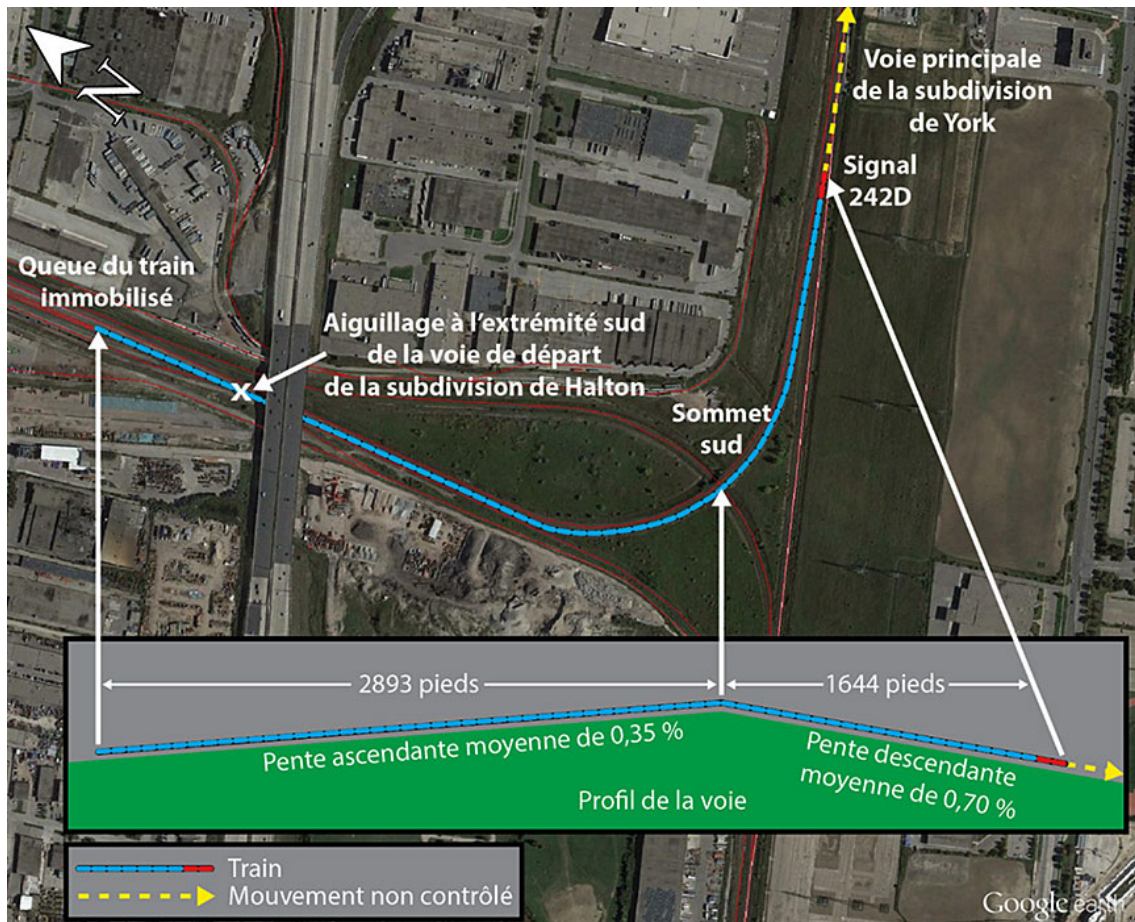 N
Voie principale
de la subdivision
de York
Signal
242D
Queue du train
immobilisé
Aiguillage à l'extrémité sud
de la voie de départ
de la subdivision de Halton
X
Sommet
sud
2893 pieds
1644 pieds
Pente ascendante moyenne de 0,35 %
Pente descendante
moyenne de 0,70 %
Profil de la voie
Train
Mouvement non contrôlé
Google earth